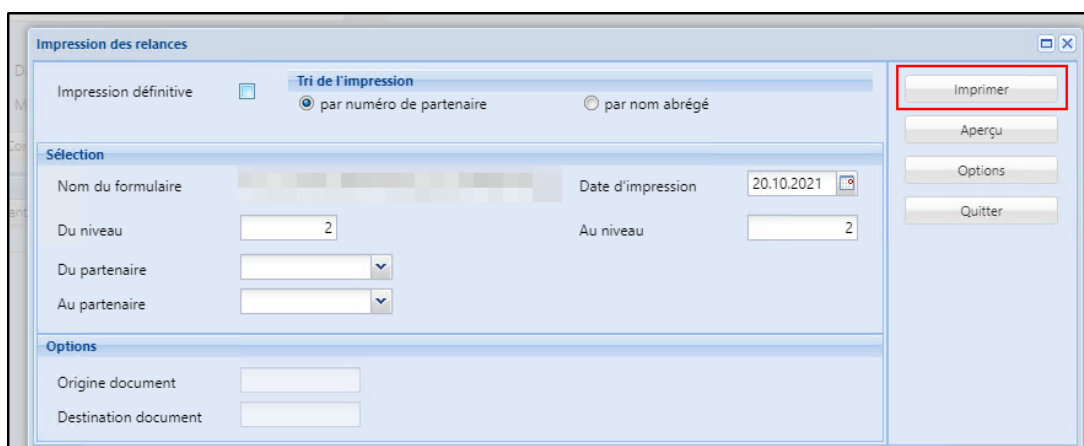 Impression des relances
Impression définitive
Tri de l'impression
par numéro de partenaire
par nom abrégé
Sélection
Nom du formulaire
Date d'impression 20.10.2021
Du niveau 2
Au niveau 2
Du partenaire
Au partenaire
Options
Origine document
Destination document
Imprimer
Aperçu
Options
Quitter